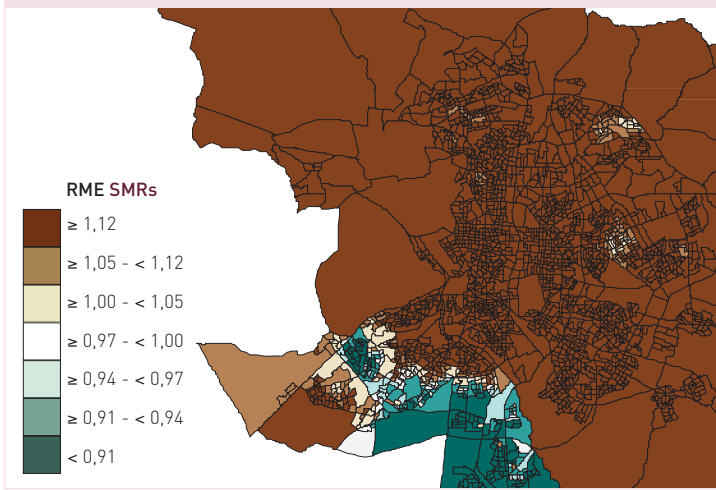 RME SMRs
≥ 1,12
≥ 1,05 - < 1,12
≥ 1,00 - < 1,05
≥ 0,97 - < 1,00
≥ 0,94 - < 0,97
≥ 0,91 - < 0,94
< 0,91